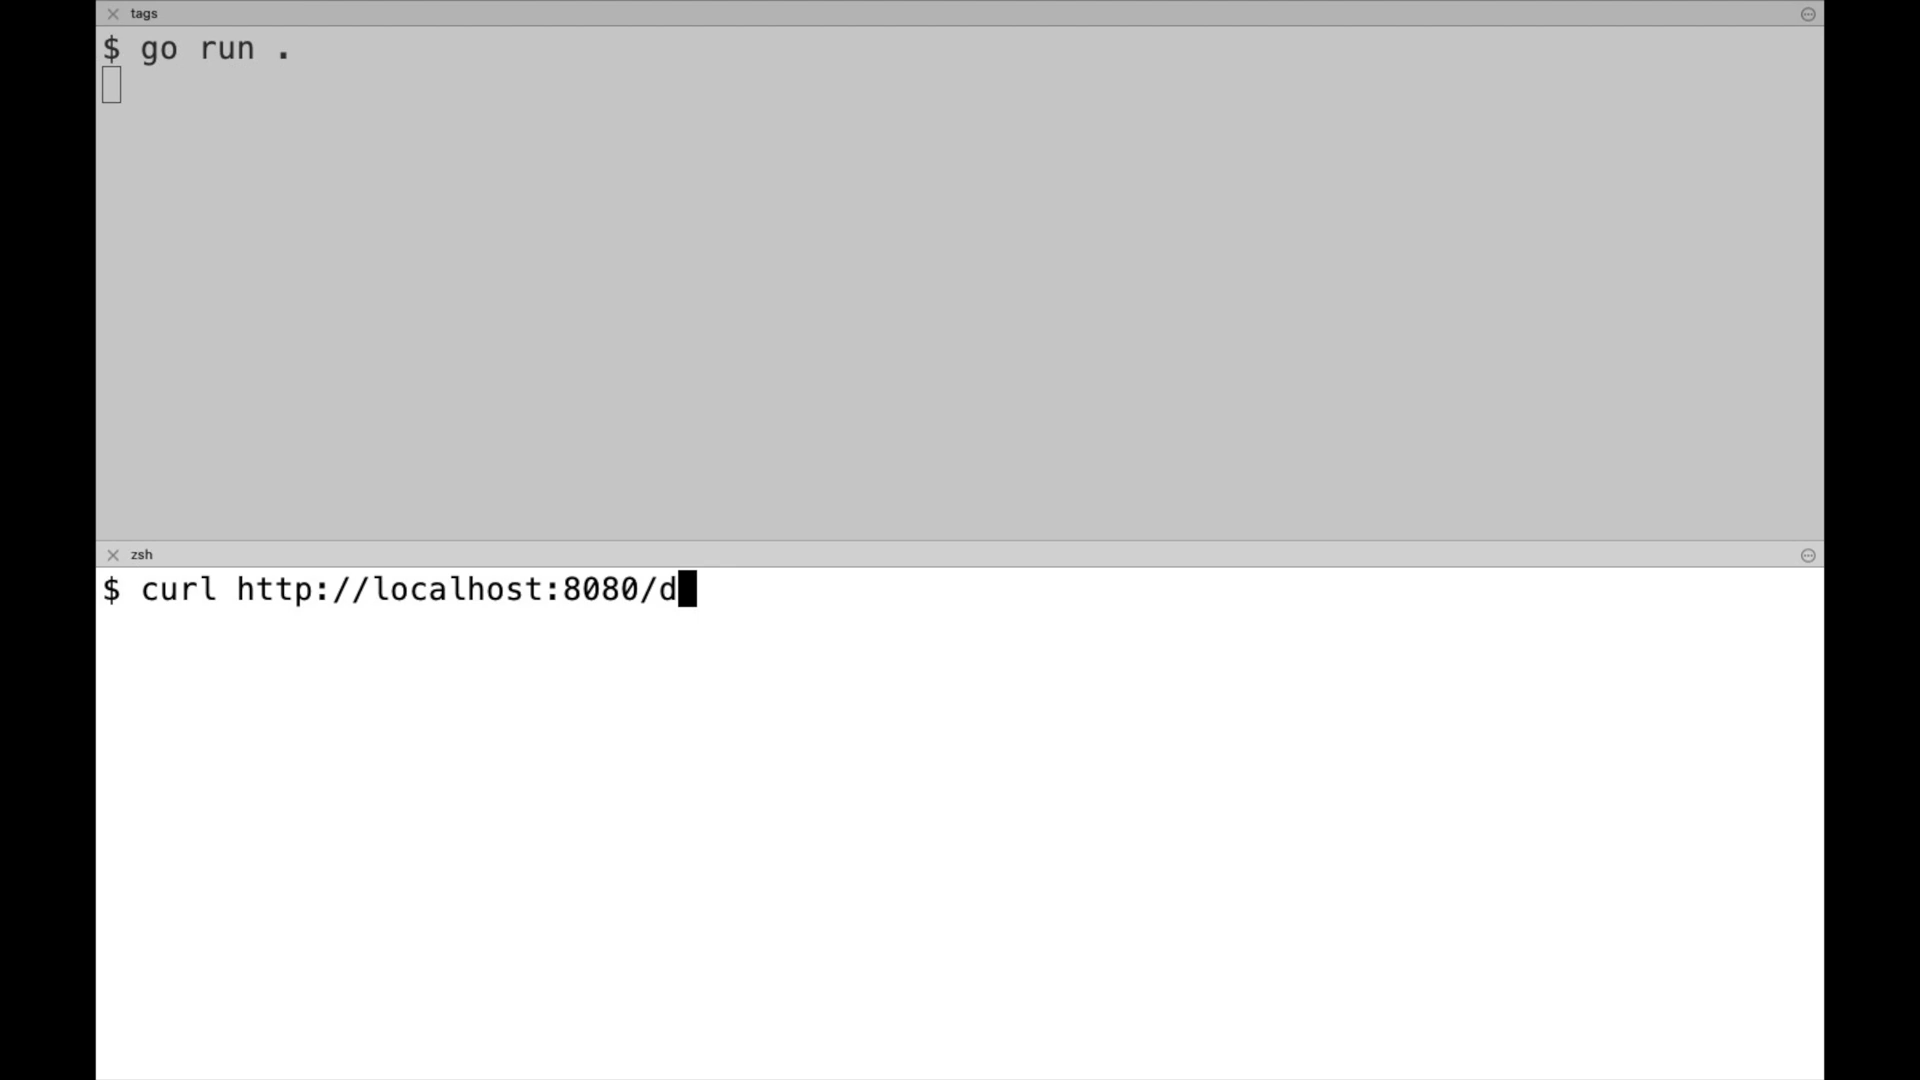 tags
$ go run .
zsh
$ curl http://localhost:8080/d